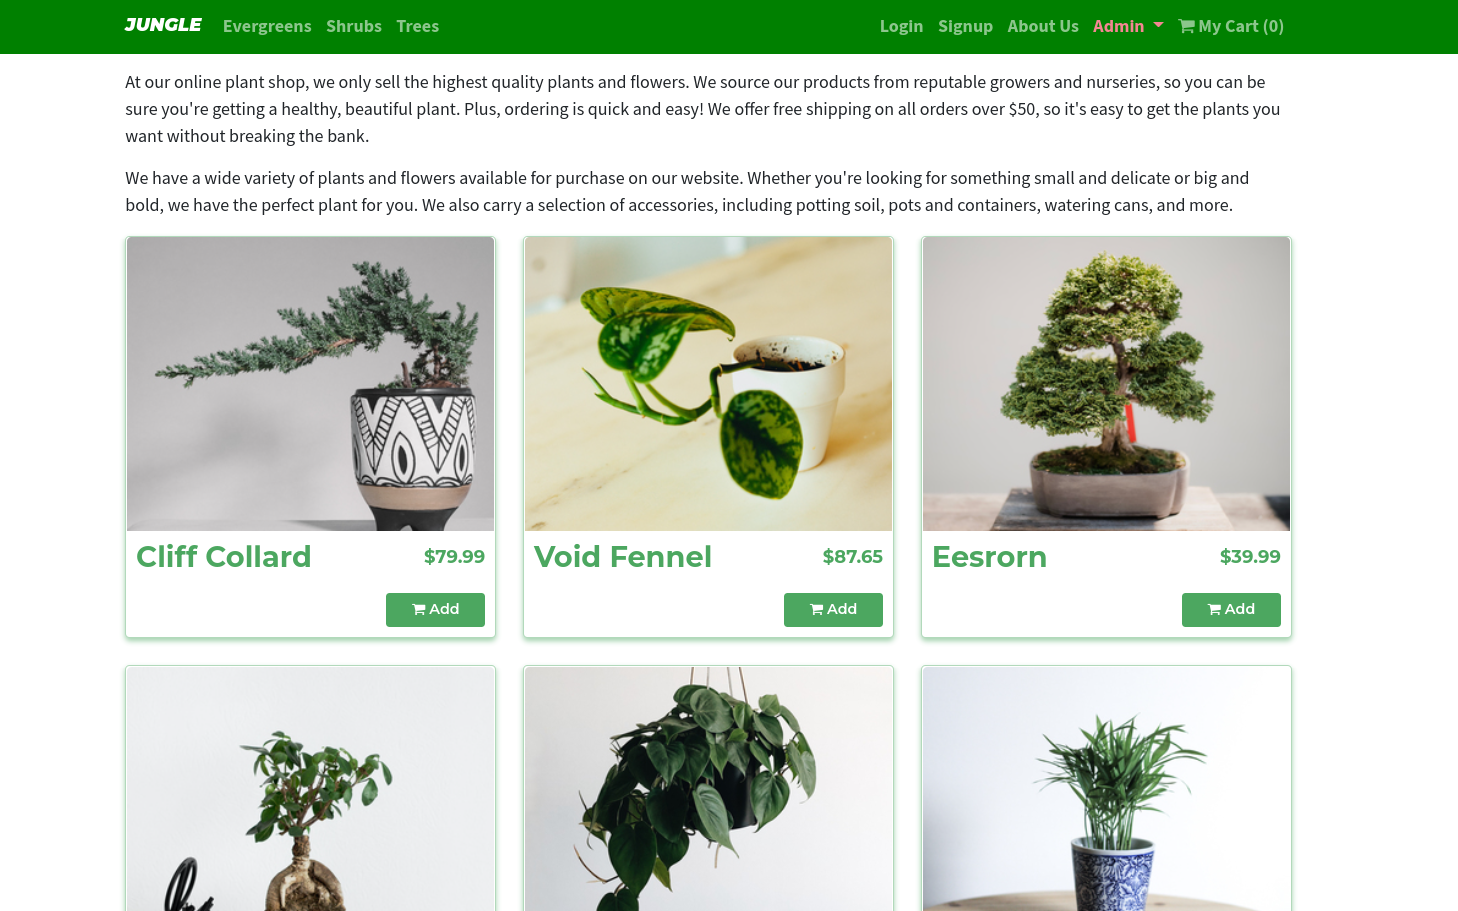 JUNGLE Evergreens Shrubs Trees Login Signup About Us Admin My Cart (0)
At our online plant shop, we only sell the highest quality plants and flowers. We source our products from reputable growers and nurseries, so you can be
sure you're getting a healthy, beautiful plant. Plus, ordering is quick and easy! We offer free shipping on all orders over $50, so it's easy to get the plants you
want without breaking the bank.
We have a wide variety of plants and flowers available for purchase on our website. Whether you're looking for something small and delicate or big and
bold, we have the perfect plant for you. We also carry a selection of accessories, including potting soil, pots and containers, watering cans, and more.
Cliff Collard $79.99
Add
Void Fennel $87.65
Add
Eesrorn $39.99
Add